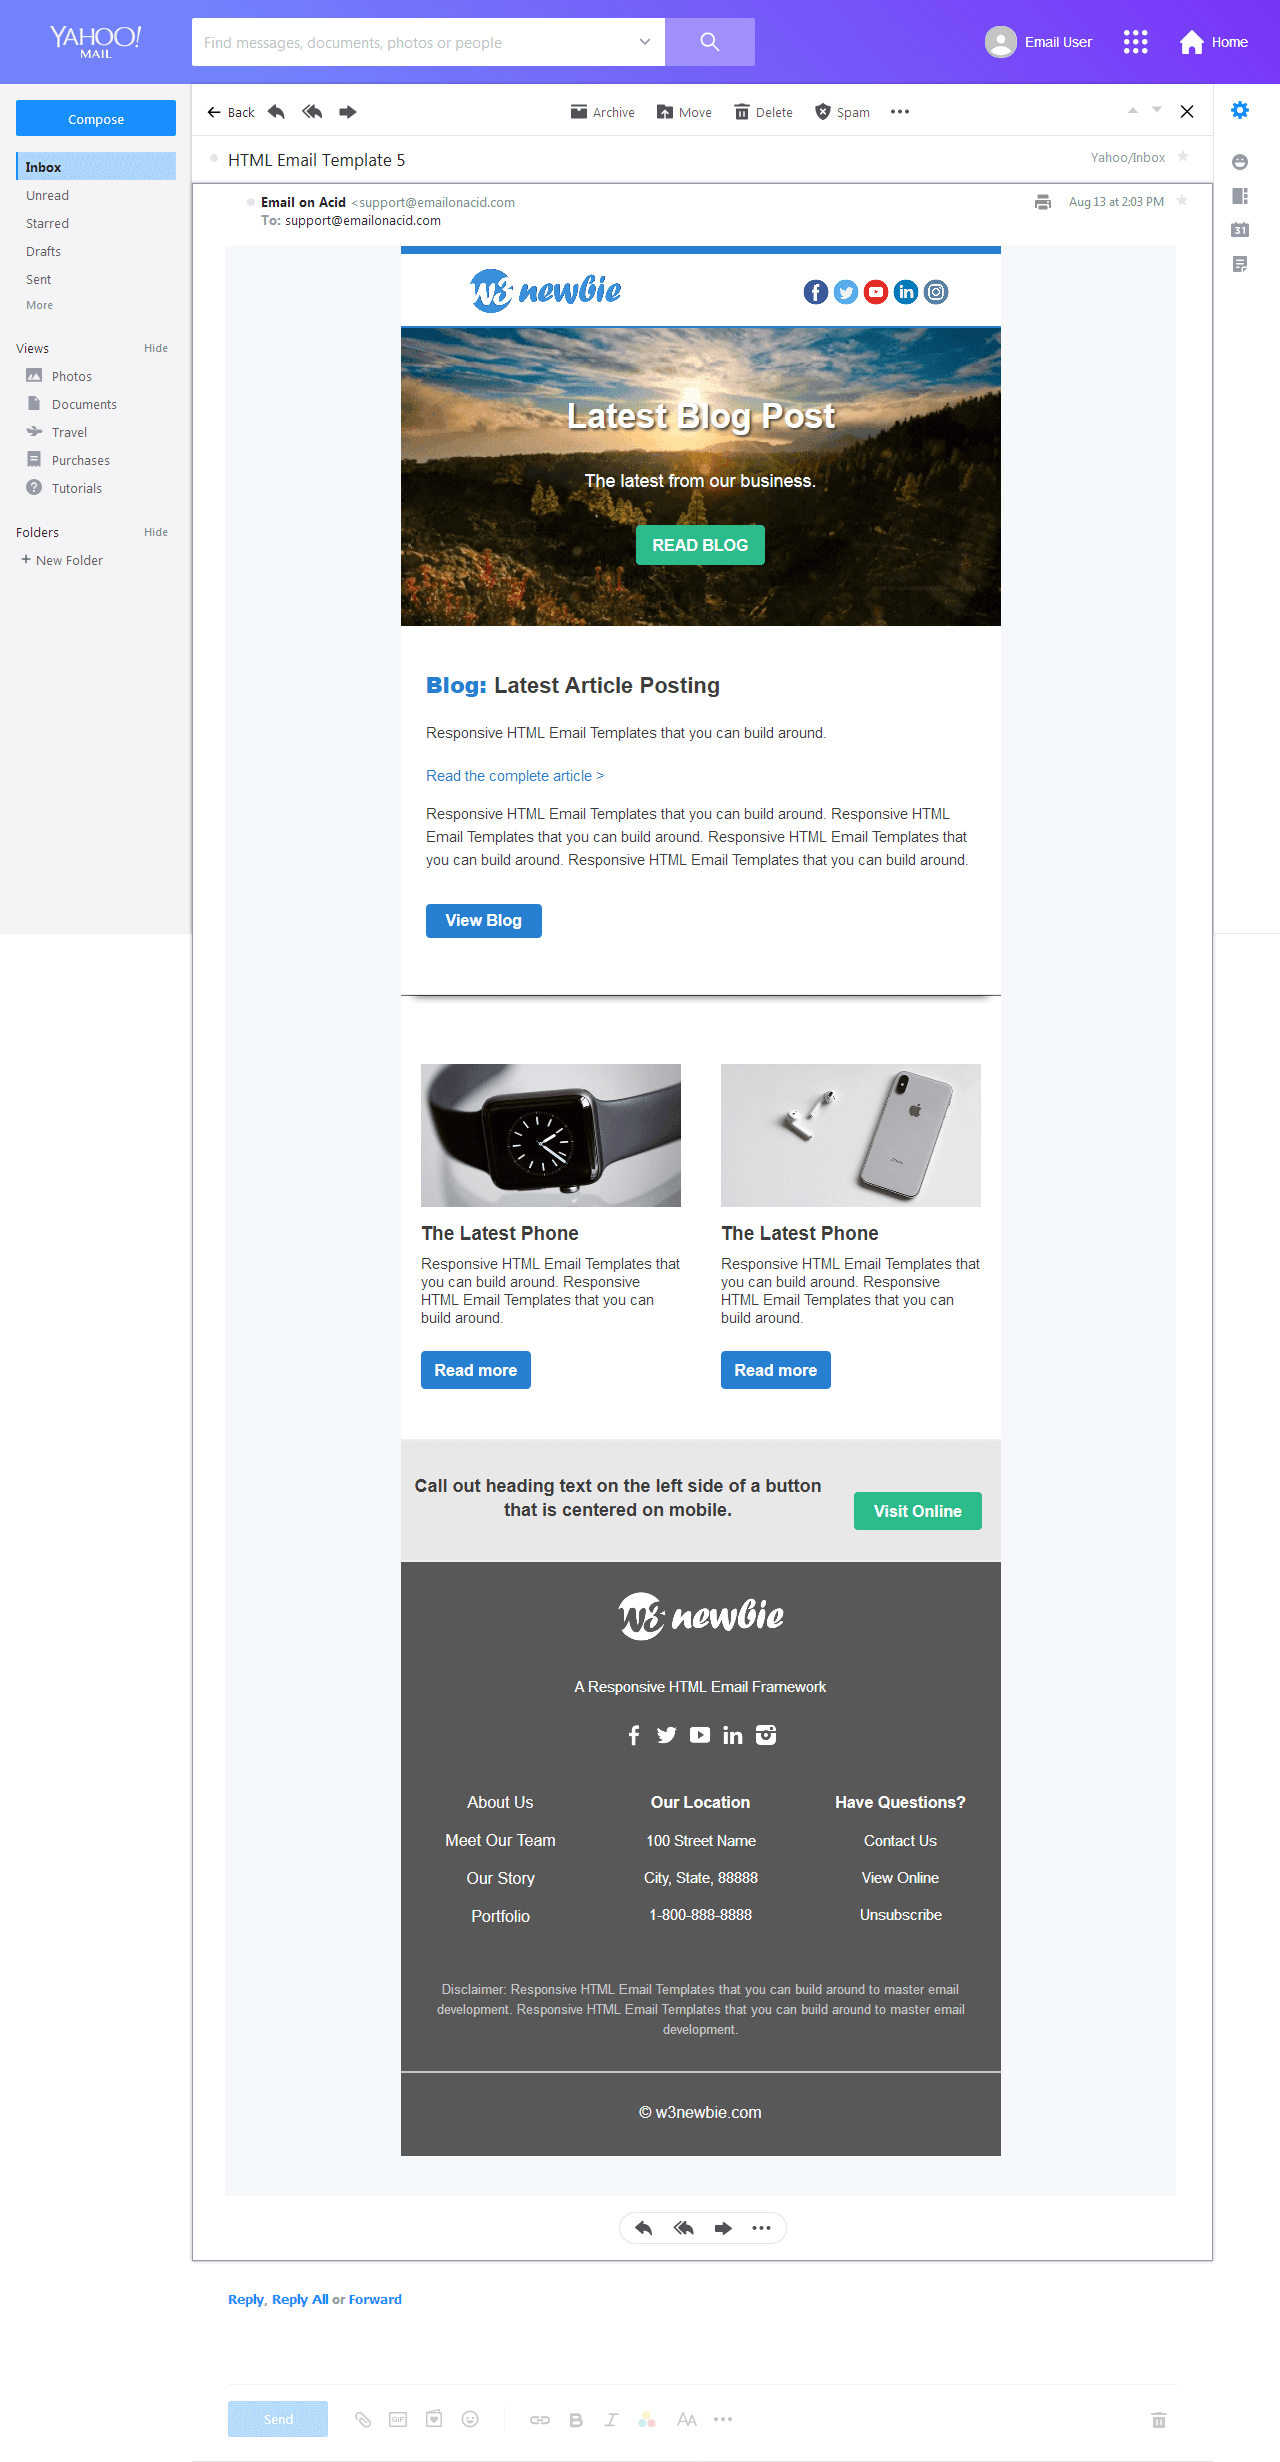 YAHOO!
MAIL
Find messages, documents, photos or people
Email User
Home
Compose
Inbox
Unread
Starred
Drafts
Sent
More
Views
Hide
Photos
Documents
Travel
Purchases
Tutorials
Folders
Hide
+ New Folder
Back
Archive
Move
Delete
Spam
HTML Email Template 5
Yahoo/Inbox
Email on Acid <support@emailonacid.com
To: support@emailonacid.com
Aug 13 at 2:03 PM
31
W3 newbie
Latest Blog Post
The latest from our business.
READ BLOG
Blog: Latest Article Posting
Responsive HTML Email Templates that you can build around.
Read the complete article >
Responsive HTML Email Templates that you can build around. Responsive HTML
Email Templates that you can build around. Responsive HTML Email Templates that
you can build around. Responsive HTML Email Templates that you can build around.
View Blog
The Latest Phone
Responsive HTML Email Templates that
you can build around. Responsive
HTML Email Templates that you can
build around.
Read more
The Latest Phone
Responsive HTML Email Templates that
you can build around. Responsive
HTML Email Templates that you can
build around.
Read more
Call out heading text on the left side of a button
that is centered on mobile.
Visit Online
W3 newbie
A Responsive HTML Email Framework
About Us
Meet Our Team
Our Story
Portfolio
Our Location
100 Street Name
City, State, 88888
1-800-888-8888
Have Questions?
Contact Us
View Online
Unsubscribe
Disclaimer: Responsive HTML Email Templates that you can build around to master email
development. Responsive HTML Email Templates that you can build around to master email
development.
© w3newbie.com
Reply, Reply All or Forward
Send
GIF
B
I
AA